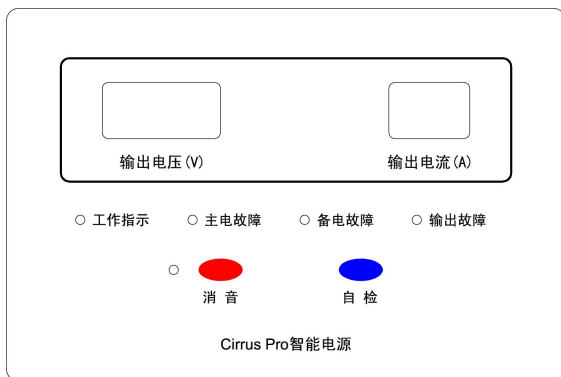 输出电压(V) 输出电流(A)
工作指示 主电故障 备电故障 输出故障
消 音 自 检
Cirrus Pro智能电源